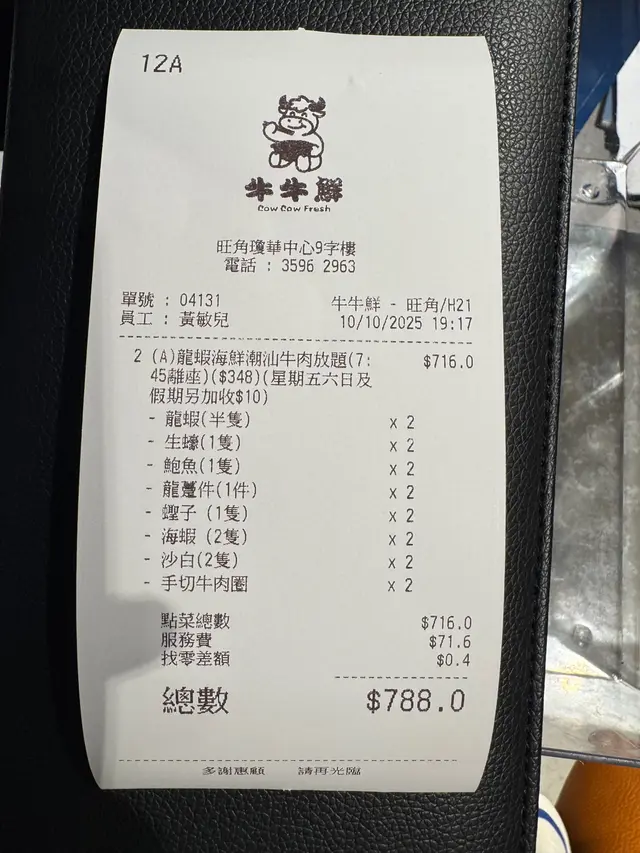 12A
牛牛鮮
Cow Cow Fresh
旺角瓊華中心9字樓
電話 : 3596 2963
單號 : 04131 牛牛鮮 - 旺角/H21
員工 : 黃敏兒 10/10/2025 19:17
2 (A)龍蝦海鮮潮汕牛肉放題(7: $716.0
45離座)($348)(星期五六日及
假期另加收$10)
- 龍蝦(半隻) x 2
- 生蠔(1隻) x 2
- 鮑魚(1隻) x 2
- 龍躉件(1件) x 2
- 蟶子 (1隻) x 2
- 海蝦 (2隻) x 2
- 沙白(2隻) x 2
- 手切牛肉圈 x 2
點菜總數 $716.0
服務費 $71.6
找零差額 $0.4
總數 $788.0
多謝惠顧 請再光臨